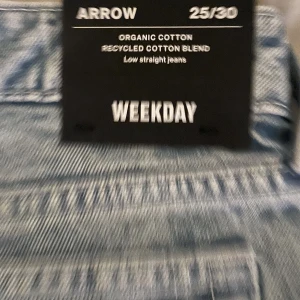 ARROW 25/30
ORGANIC COTTON
RECYCLED COTTON BLEND
Low straight jeans
WEEKDAY